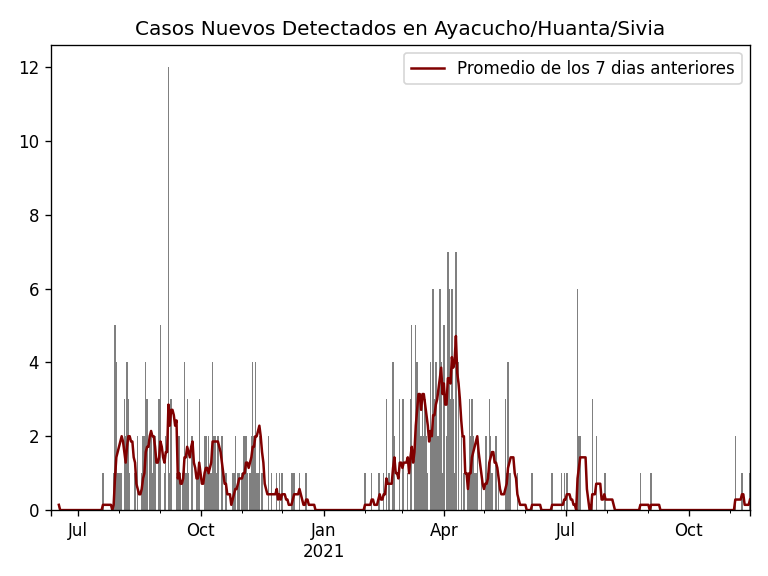 Casos Nuevos Detectados en Ayacucho/Huanta/Sivia
Promedio de los 7 dias anteriores
12
10
8
6
4
2
0
Jul
Oct
Jan
2021
Apr
Jul
Oct